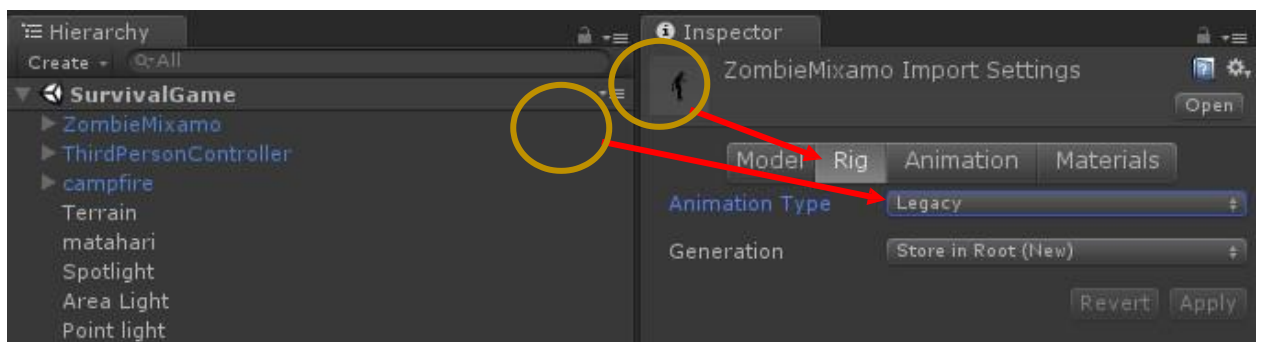 Hierarchy
Create
All
SurvivalGame
ZombieMixamo
ThirdPersonController
campfire
Terrain
matahari
Spotlight
Area Light
Point light
Inspector
ZombieMixamo Import Settings
Open
Model Rig Animation Materials
Animation Type Legacy
Generation Store in Root (New)
Revert Apply